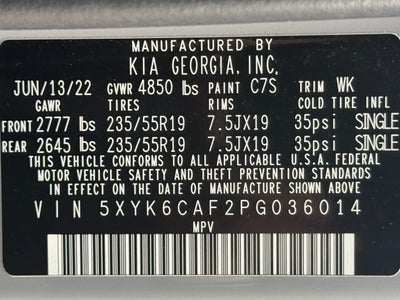 MANUFACTURED BY
KIA GEORGIA, INC.
JUN/13/22 GVWR 4850 lbs PAINT C7S TRIM WK
GAWR TIRES RIMS COLD TIRE INFL
FRONT 2777 lbs 235/55R19 7.5JX19 35psi SINGLE
REAR 2645 lbs 235/55R19 7.5JX19 35psi SINGLE
THIS VEHICLE CONFORMS TO ALL APPLICABLE U.S.A. FEDERAL
MOTOR VEHICLE SAFETY AND THEFT PREVENTION STANDARDS
IN EFFECT ON THE DATE OF MANUFACTURE SHOWN ABOVE.
VIN 5XYK6CAF2PG036014
MPV